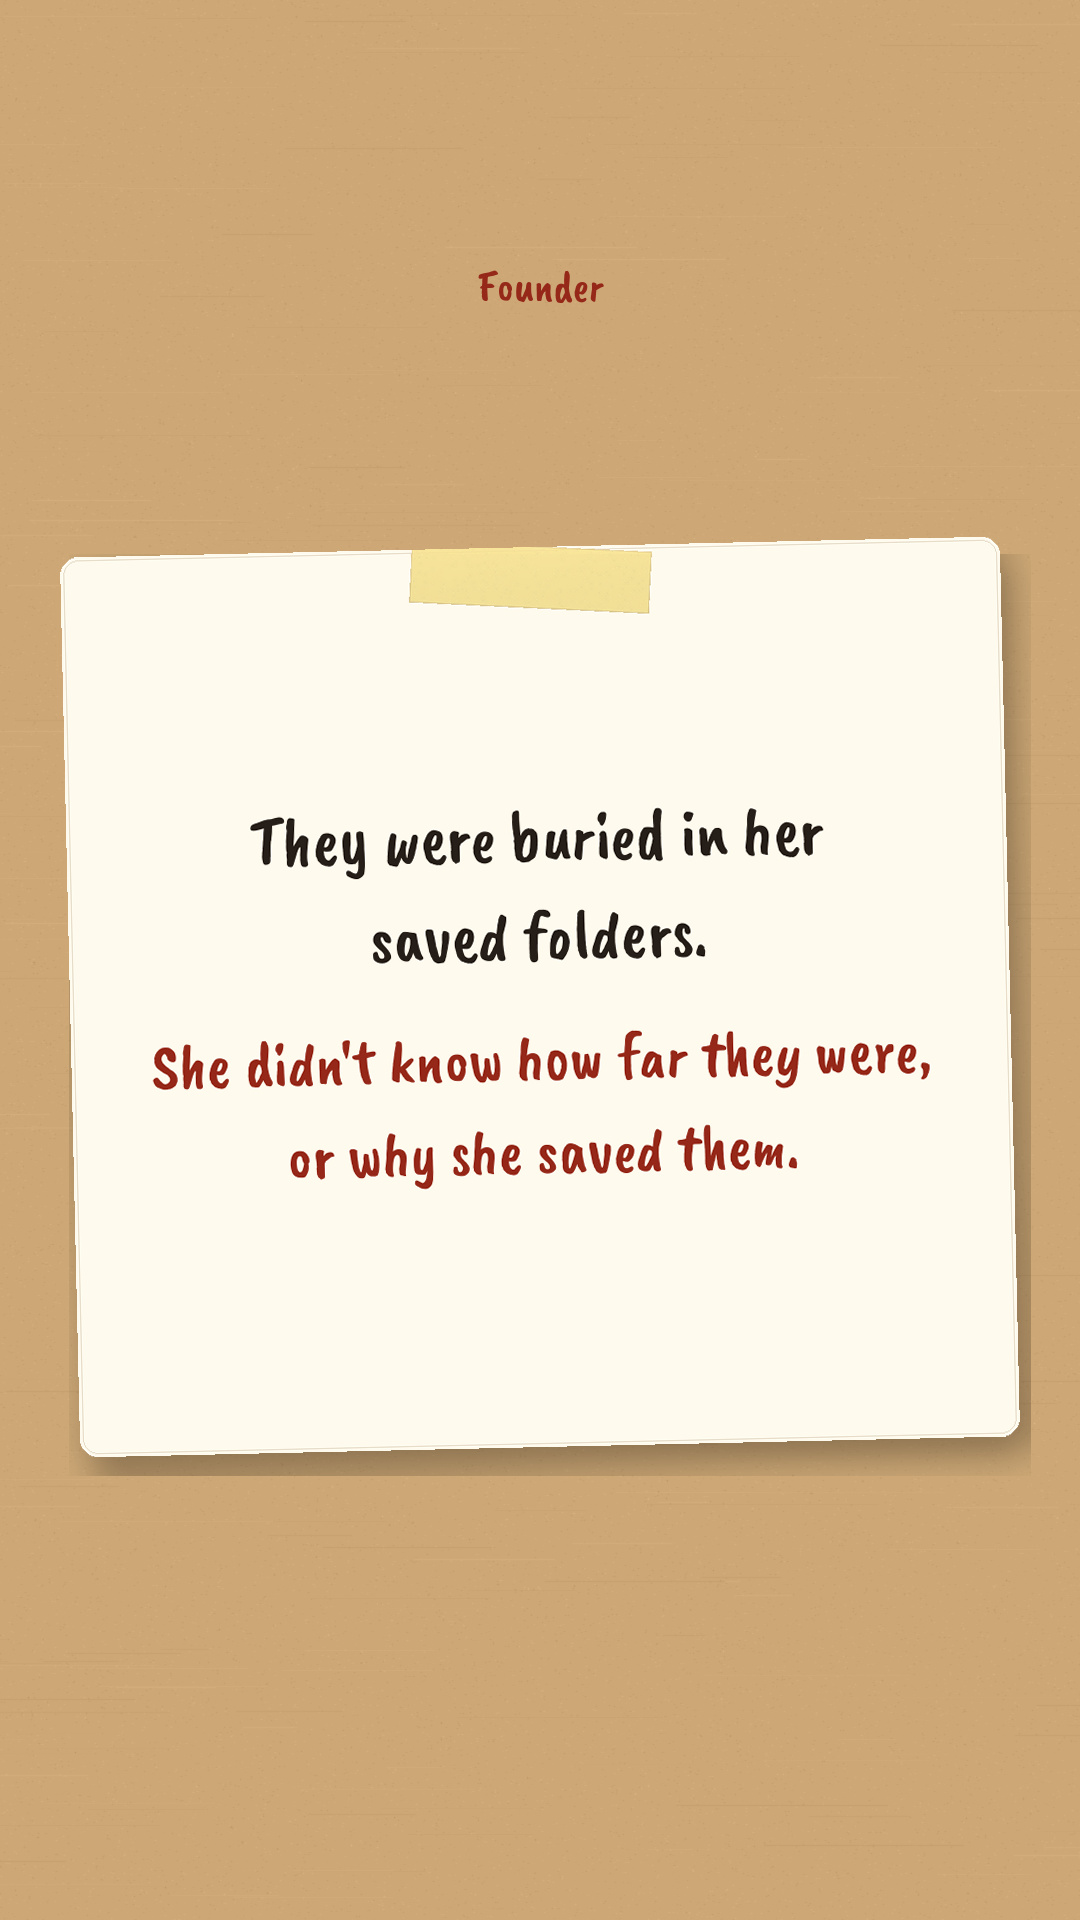 Founder
They were buried in her
saved folders.
She didn't know how far they were,
or why she saved them.